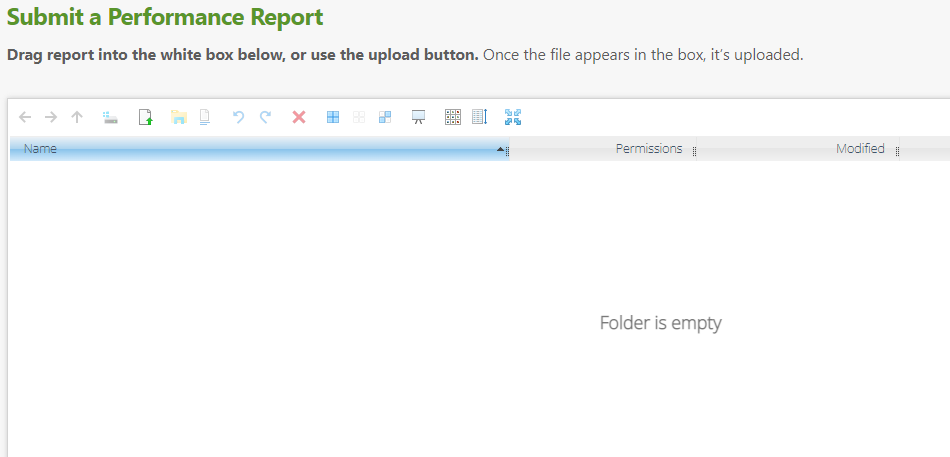 Submit a Performance Report
Drag report into the white box below, or use the upload button. Once the file appears in the box, it's uploaded.
Name Permissions Modified
Folder is empty